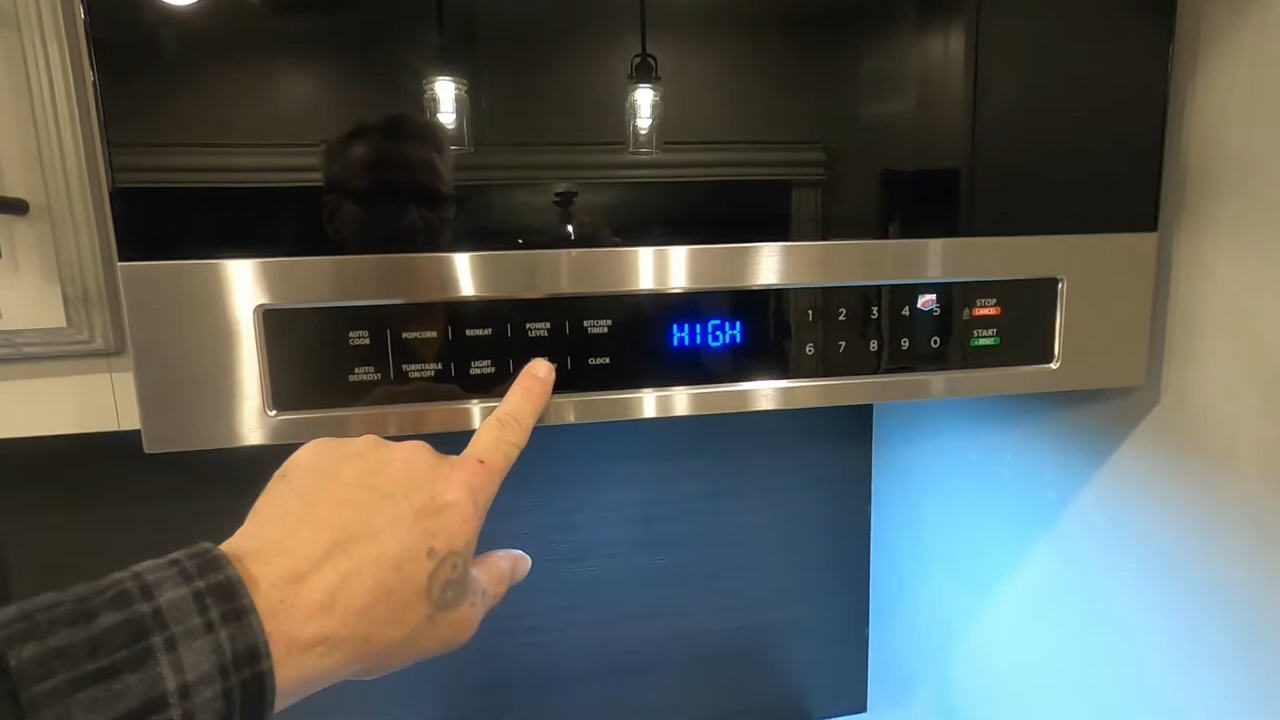 AUTO
COOK
POPCORN
REHEAT
POWER
LEVEL
KITCHEN
TIMER
AUTO
DEFROST
TURNTABLE
ON/OFF
LIGHT
ON/OFF
CLOCK
HIGH
1 2 3 4 5
6 7 8 9 0
STOP
CANCEL
START
+30SEC